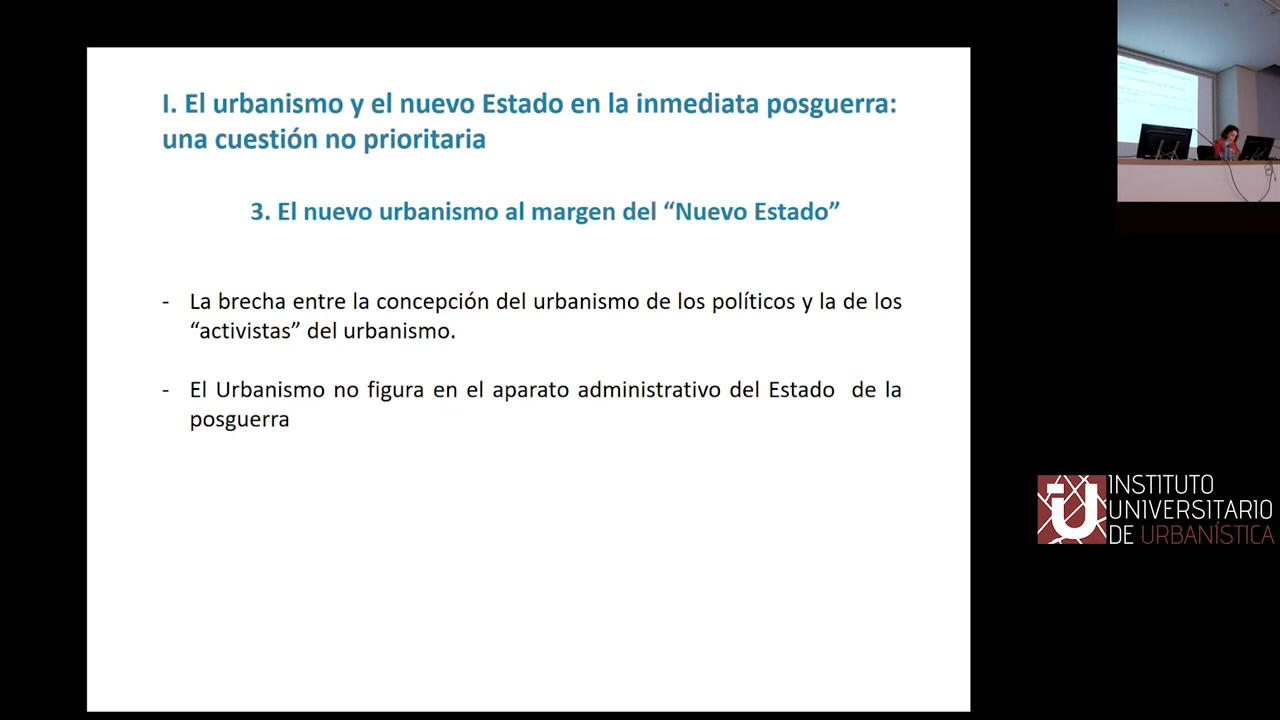 I. El urbanismo y el nuevo Estado en la inmediata posguerra:
una cuestión no prioritaria
3. El nuevo urbanismo al margen del “Nuevo Estado”
- La brecha entre la concepción del urbanismo de los políticos y la de los
“activistas” del urbanismo.
- El Urbanismo no figura en el aparato administrativo del Estado de la
posguerra
INSTITUTO
UNIVERSITARIO
DE URBANÍSTICA